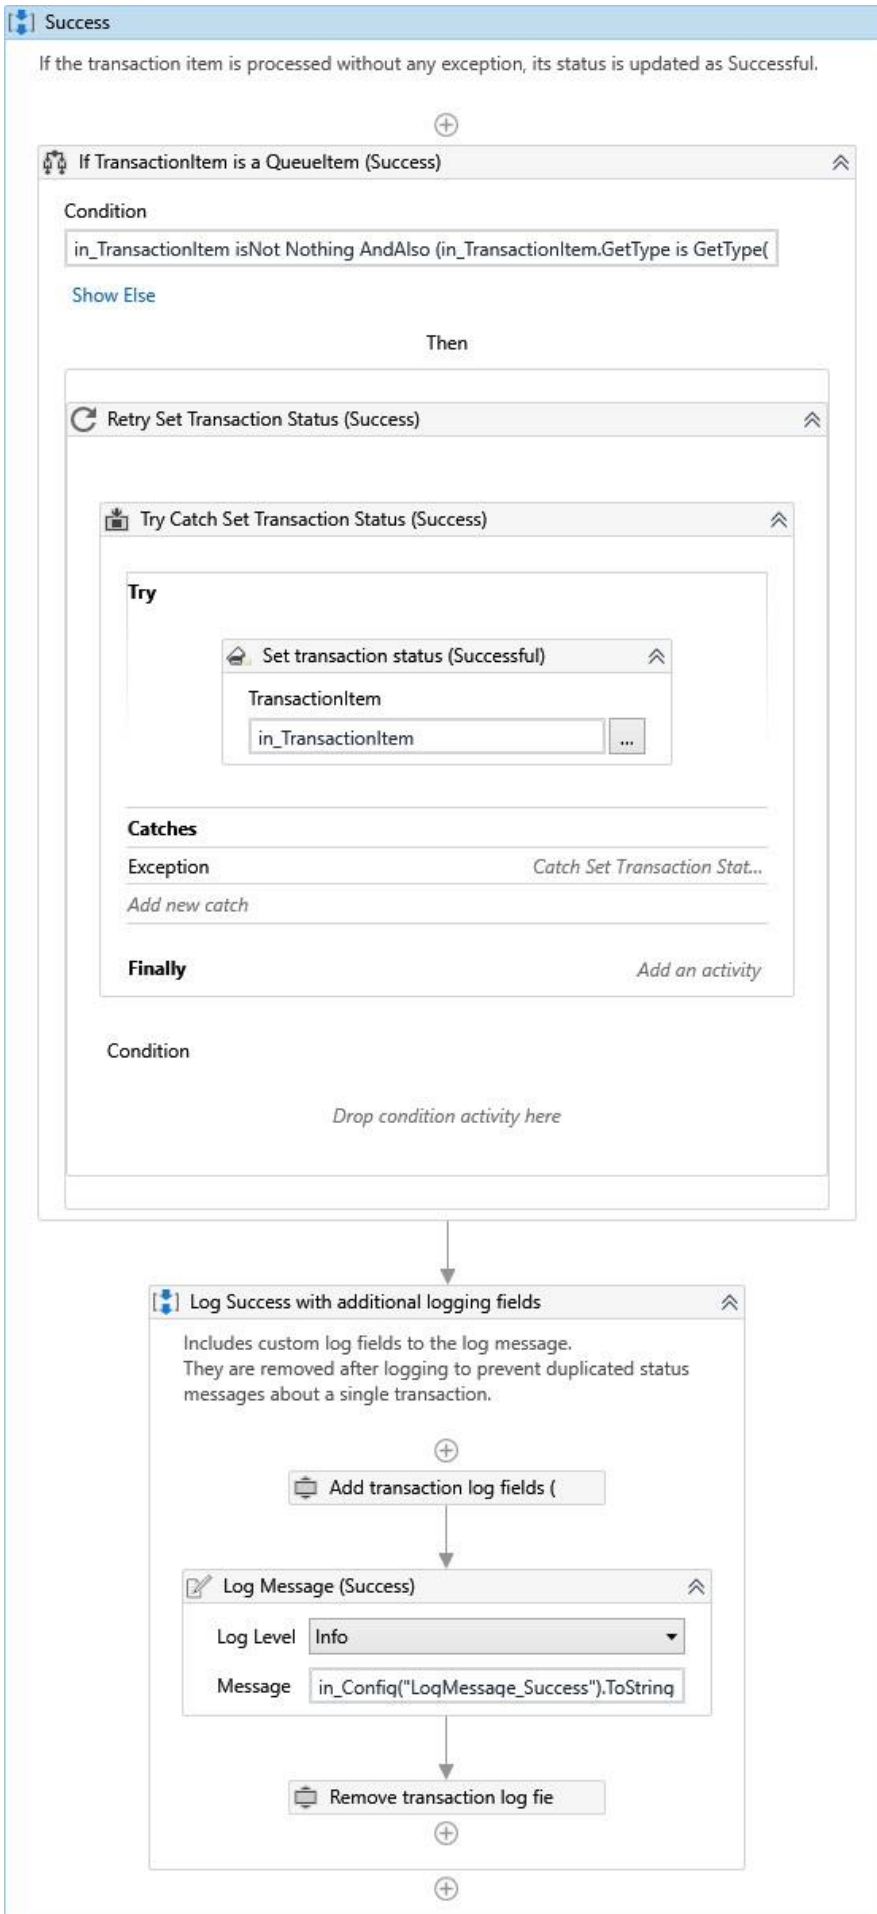 Success
If the transaction item is processed without any exception, its status is updated as Successful.
If TransactionItem is a QueueItem (Success)
Condition
in_TransactionItem isNot Nothing AndAlso (in_TransactionItem.GetType is GetType(
Show Else
Then
Retry Set Transaction Status (Success)
Try Catch Set Transaction Status (Success)
Try
Set transaction status (Successful)
TransactionItem
in_TransactionItem
...
Catches
Exception Catch Set Transaction Stat...
Add new catch
Finally Add an activity
Condition
Drop condition activity here
Log Success with additional logging fields
Includes custom log fields to the log message.
They are removed after logging to prevent duplicated status
messages about a single transaction.
Add transaction log fields (
Log Message (Success)
Log Level Info
Message in_Config("LogMessage_Success").ToString
Remove transaction log fie